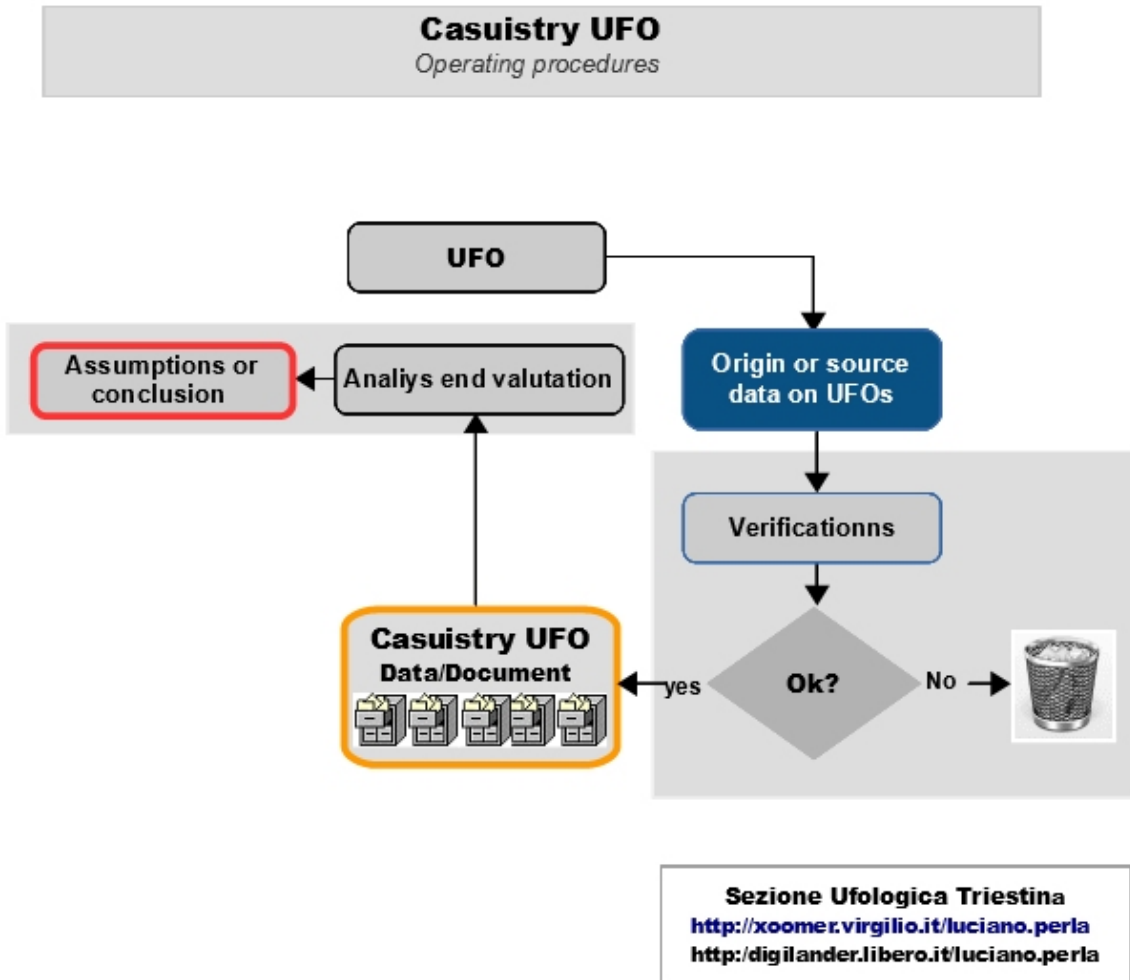 Casuistry UFO
Operating procedures
UFO
Origin or source
data on UFOs
Assumptions or
conclusion
Analiys end valutation
Verificationns
Casuistry UFO
Data/Document
yes
Ok?
No
Sezione Ufologica Triestina
http://xoomer.virgilio.it/luciano.perla
http:/digilander.libero.it/luciano.perla